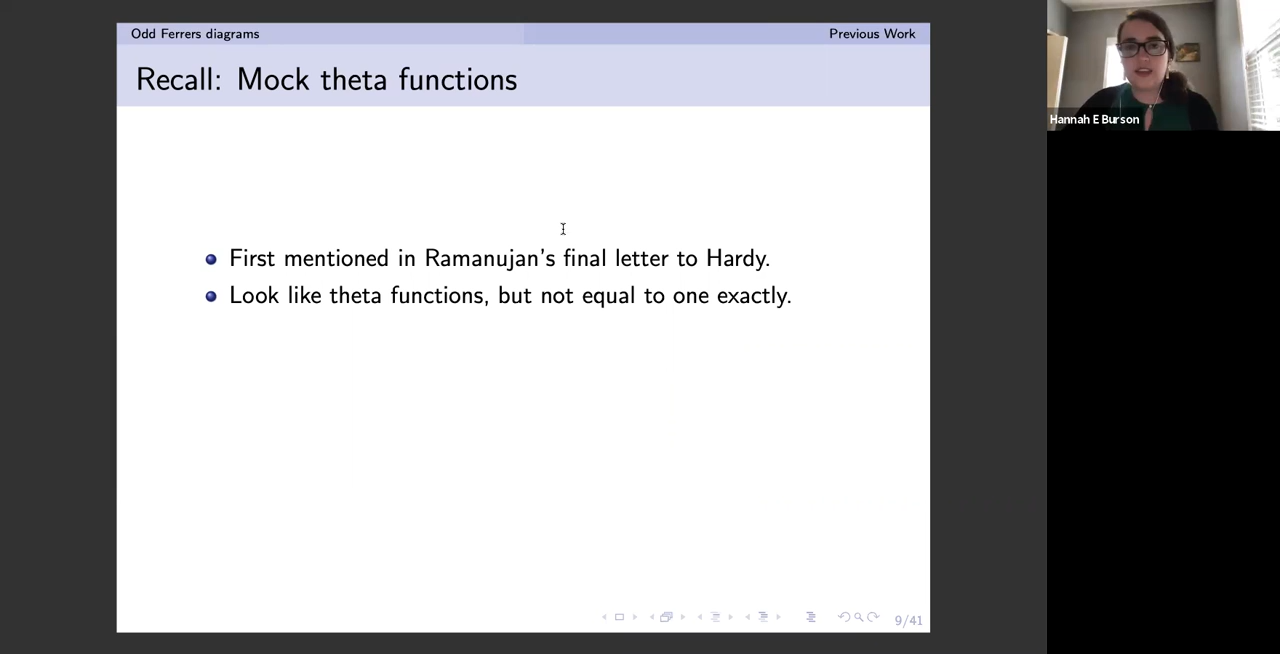 Odd Ferrers diagrams
Previous Work
Recall: Mock theta functions
First mentioned in Ramanujan's final letter to Hardy.
Look like theta functions, but not equal to one exactly.
9/41
Hannah E Burson